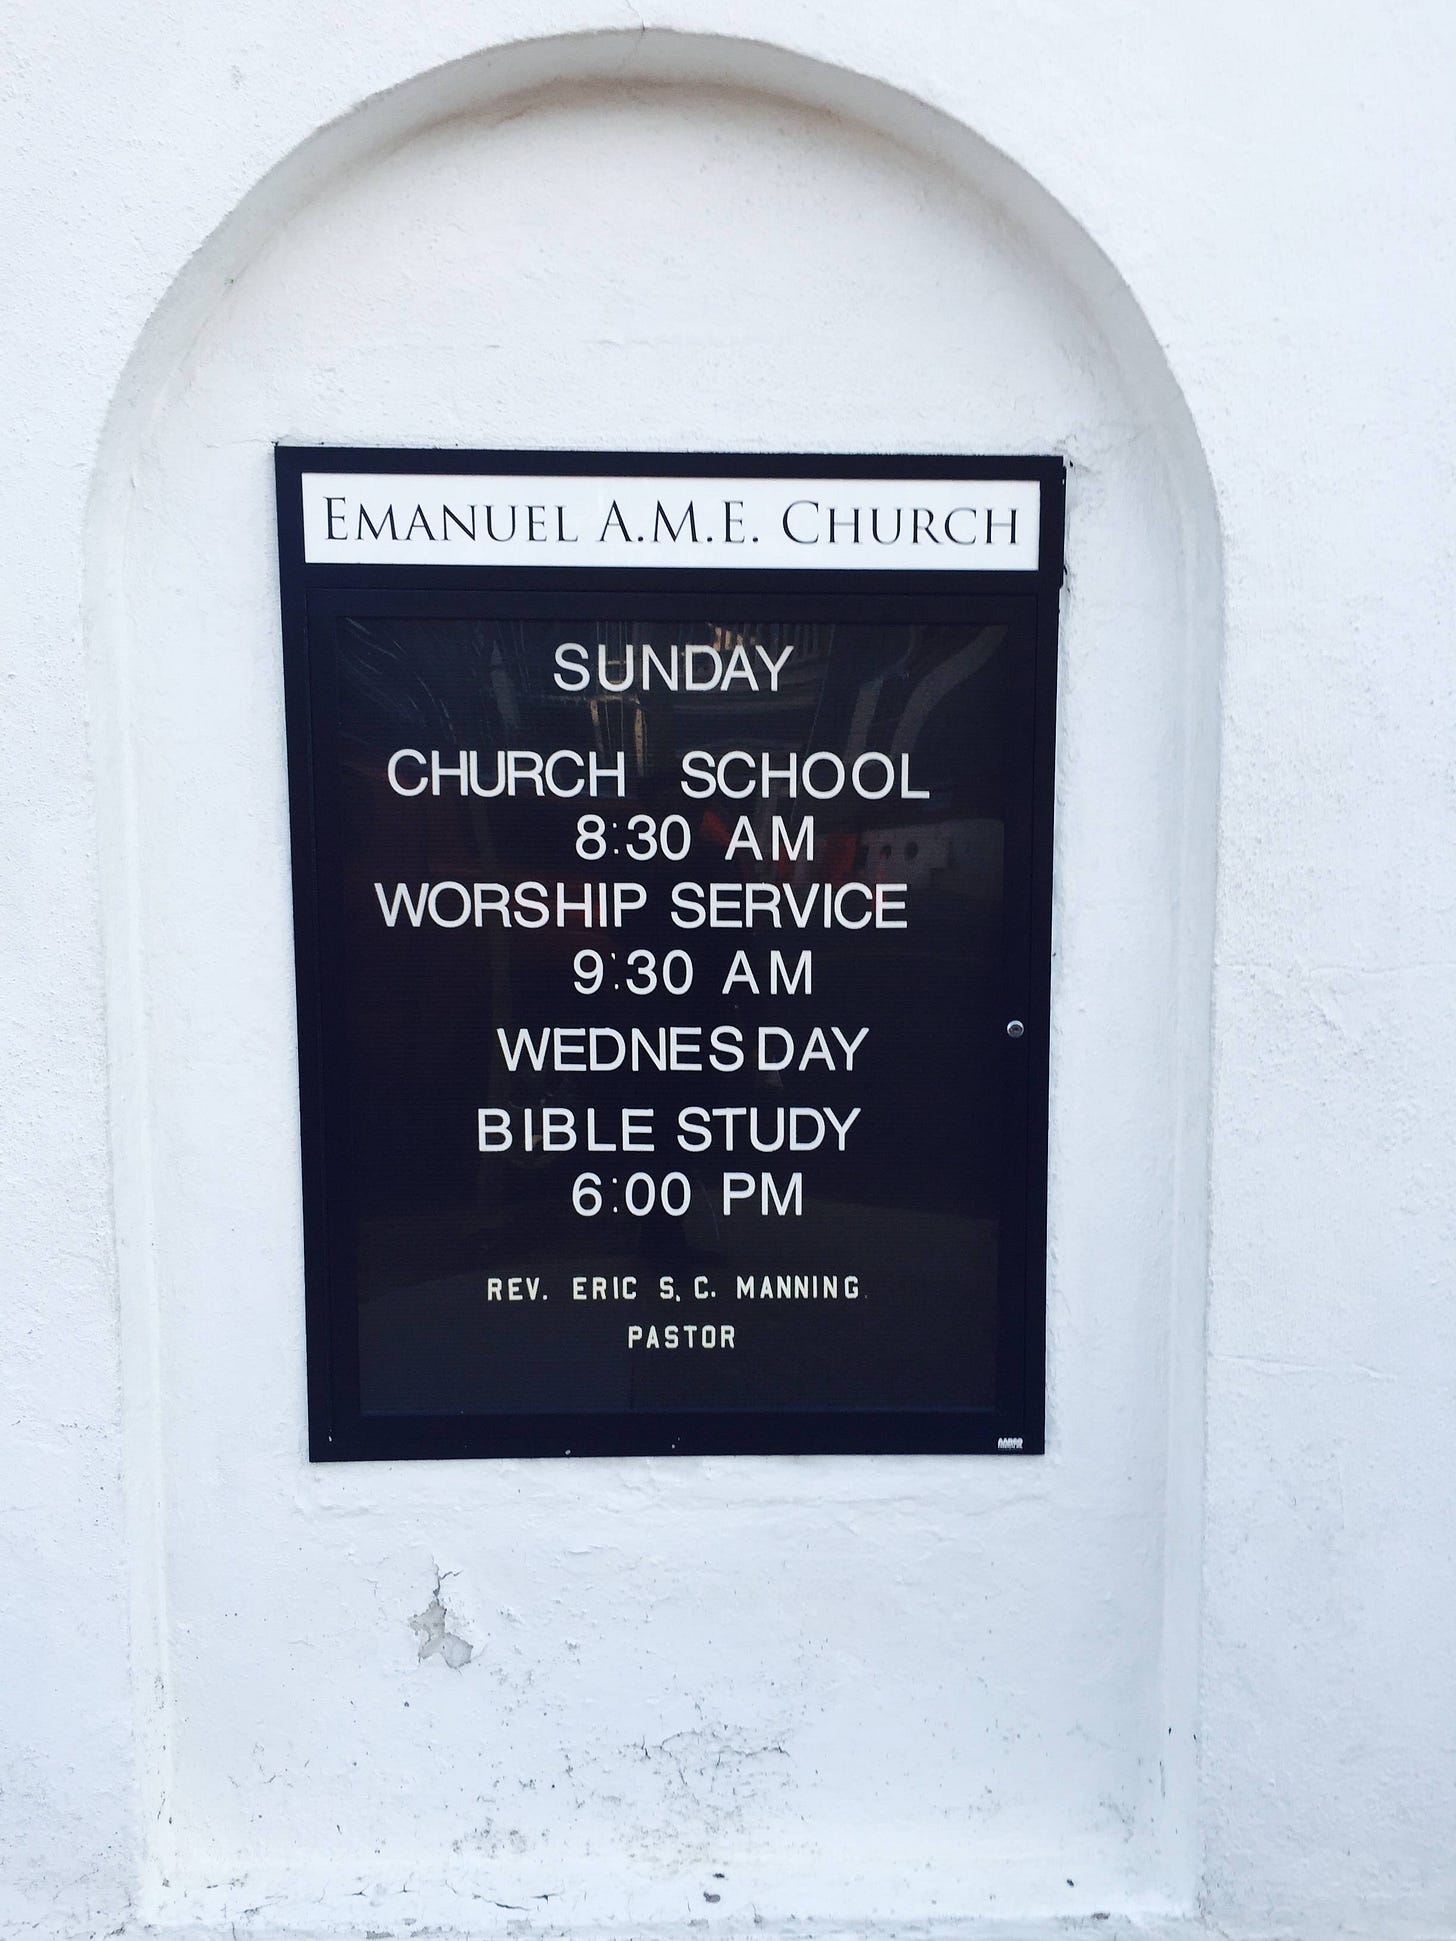 EMANUEL A.M.E. CHURCH
SUNDAY
CHURCH SCHOOL
8:30 AM
WORSHIP SERVICE
9:30 AM
WEDNESDAY
BIBLE STUDY
6:00 PM
REV. ERIC S. C. MANNING
PASTOR